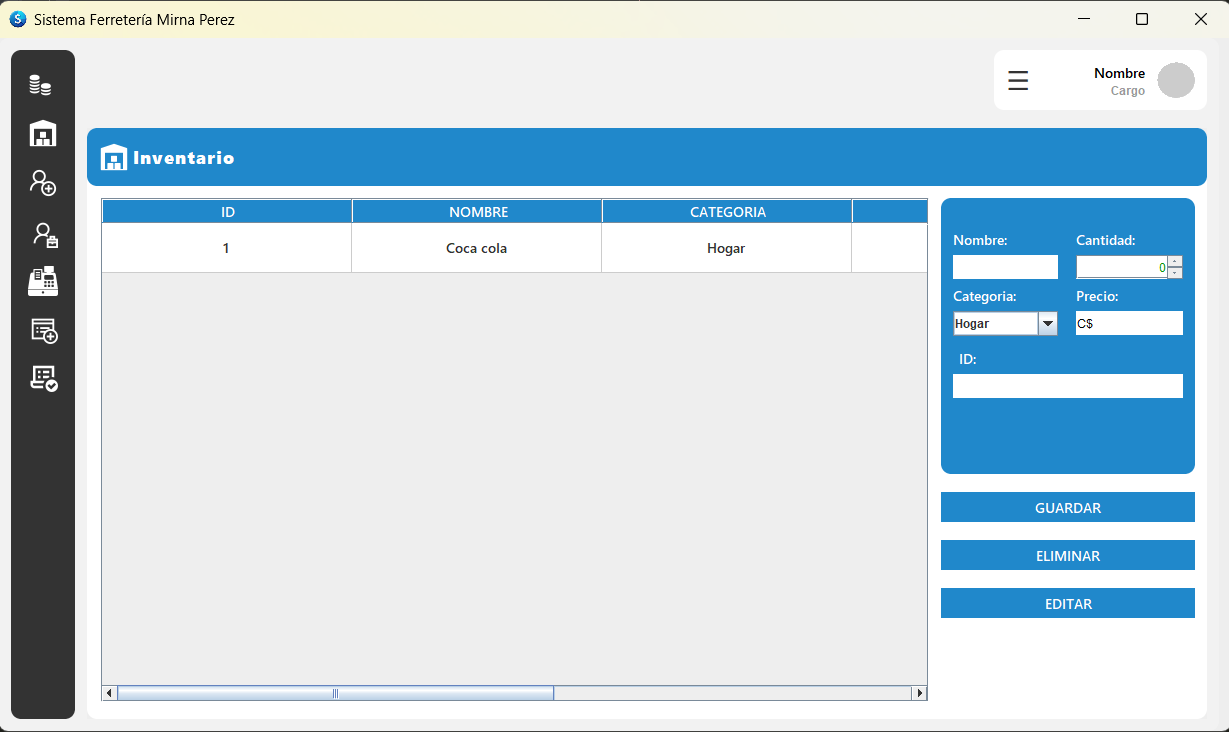 Sistema Ferretería Mirna Perez
Nombre
Cargo
Inventario
ID NOMBRE CATEGORIA
1 Coca cola Hogar
Nombre: Cantidad:
0
Categoria: Precio:
Hogar C$
ID:
GUARDAR
ELIMINAR
EDITAR